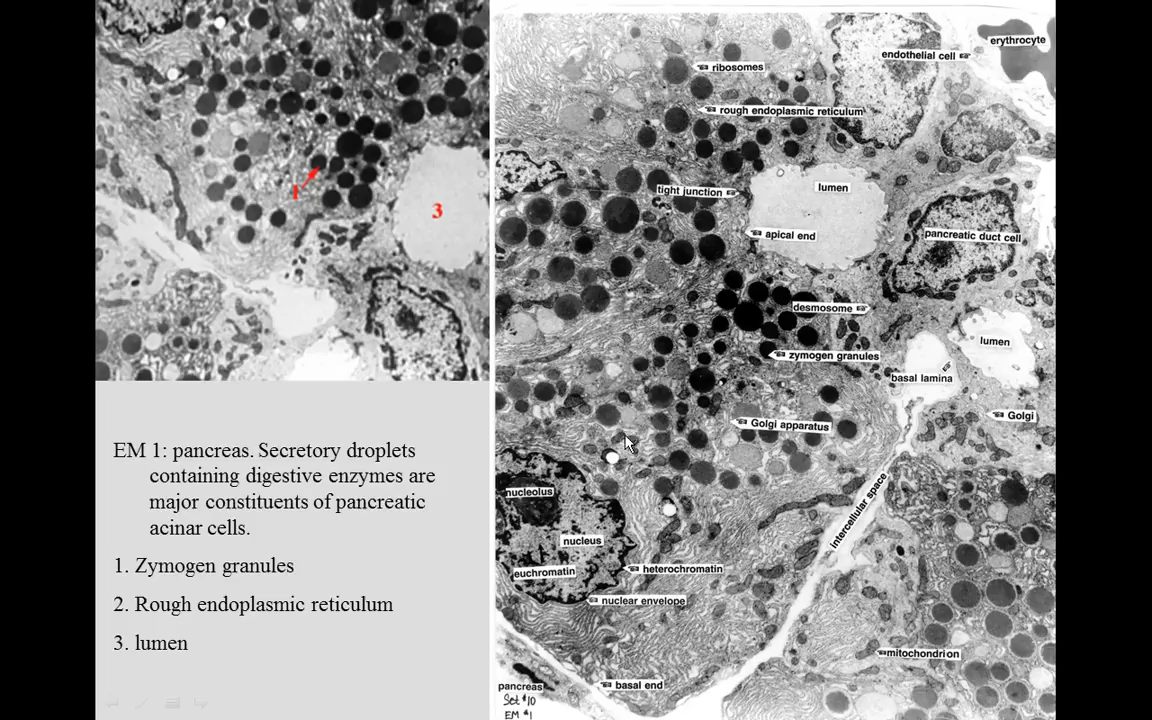 1
3
EM 1: pancreas. Secretory droplets
containing digestive enzymes are
major constituents of pancreatic
acinar cells.
1. Zymogen granules
2. Rough endoplasmic reticulum
3. lumen
erythrocyte
endothelial cell
ribosomes
rough endoplasmic reticulum
tight junction
lumen
apical end
pancreatic duct cell
desmosome
zymogen granules
lumen
basal lamina
Golgi
Golgi apparatus
nucleolus
intercellular space
nucleus
euchromatin
heterochromatin
nuclear envelope
mitochondrion
basal end
pancreas
Set #10
EM #1